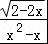 √(2-2x)
x²-x